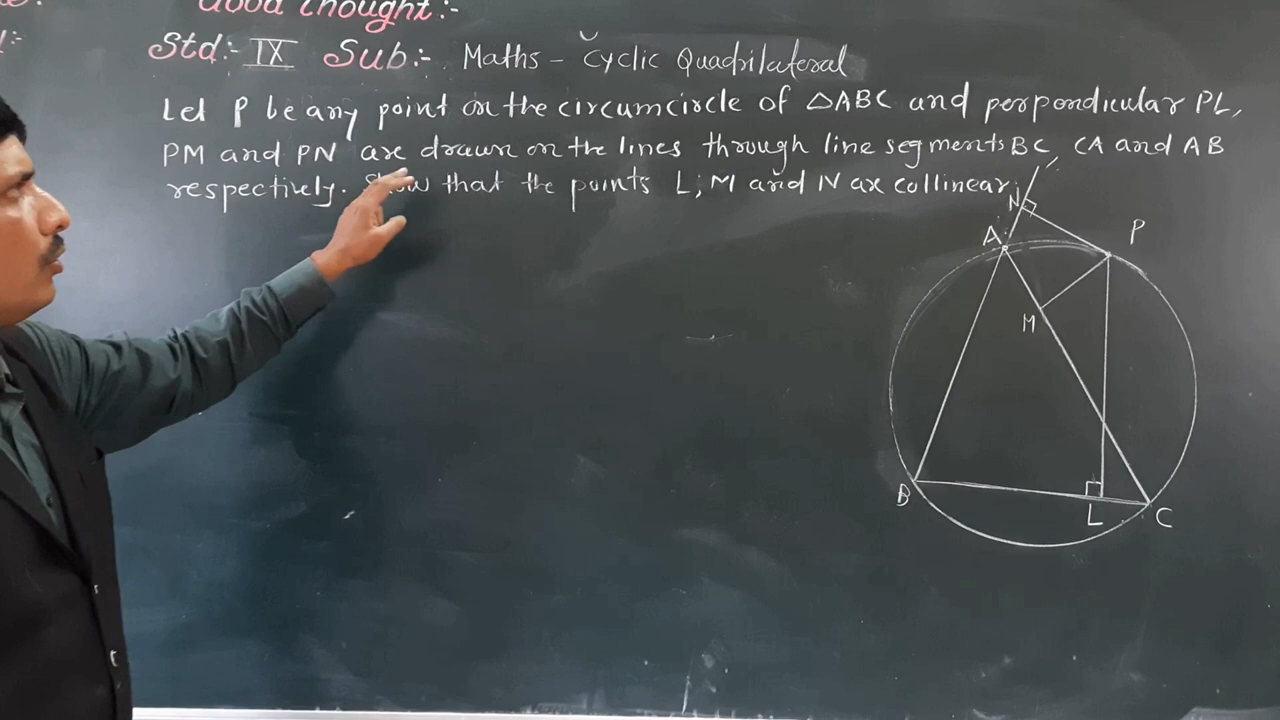 Good Thought:-
Std:- IX Sub:- Maths - Cyclic Quadrilateral
Let P be any point on the circumcircle of △ABC and perpendicular PL,
PM and PN are drawn on the lines through line segments BC, CA and AB
respectively. Show that the points L, M and N are collinear.
N
A
P
M
B
L
C